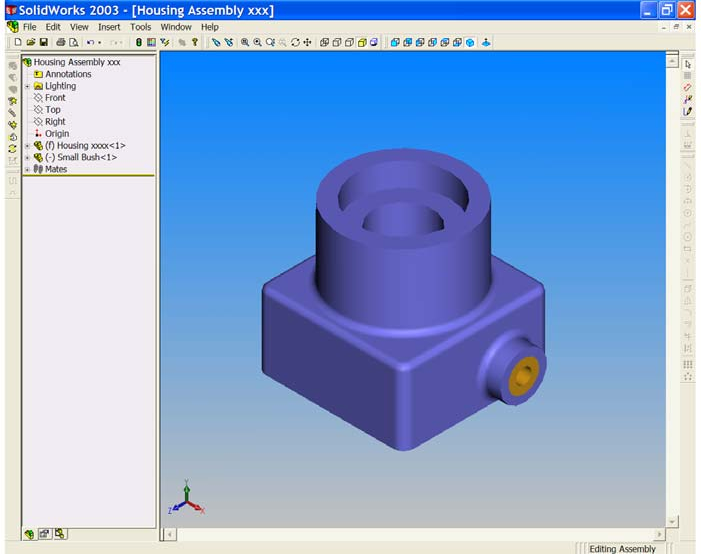 SolidWorks 2003 - [Housing Assembly xxx]
File Edit View Insert Tools Window Help
Housing Assembly xxx
Annotations
Lighting
Front
Top
Right
Origin
(f) Housing xxxx<1>
(-) Small Bush<1>
Mates
Y
Z X
Editing Assembly